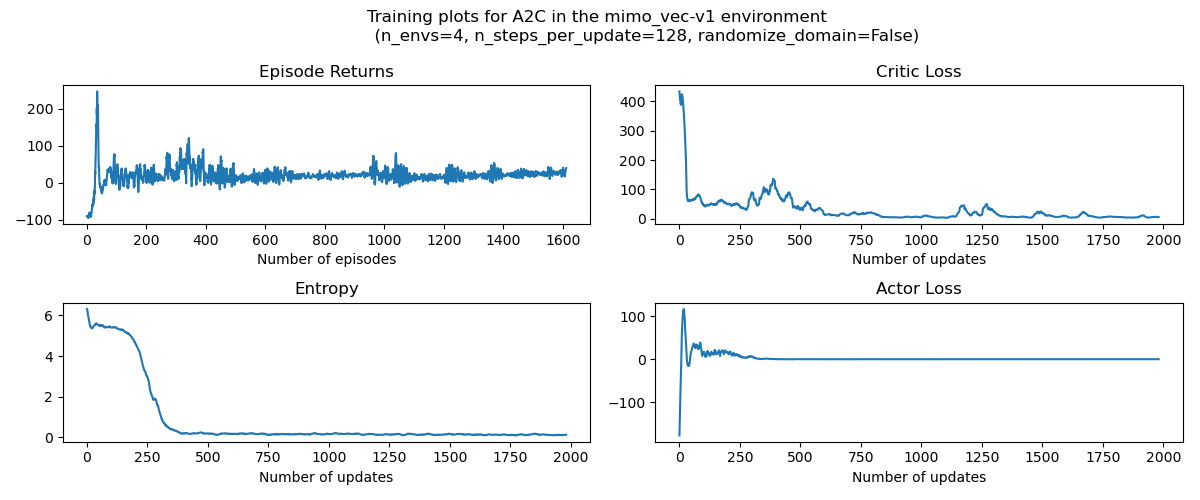 Training plots for A2C in the mimo_vec-v1 environment
(n_envs=4, n_steps_per_update=128, randomize_domain=False)
Episode Returns
200
100
0
−100
0 200 400 600 800 1000 1200 1400 1600
Number of episodes
Critic Loss
400
300
200
100
0
0 250 500 750 1000 1250 1500 1750 2000
Number of updates
Entropy
6
4
2
0
0 250 500 750 1000 1250 1500 1750 2000
Number of updates
Actor Loss
100
0
−100
0 250 500 750 1000 1250 1500 1750 2000
Number of updates